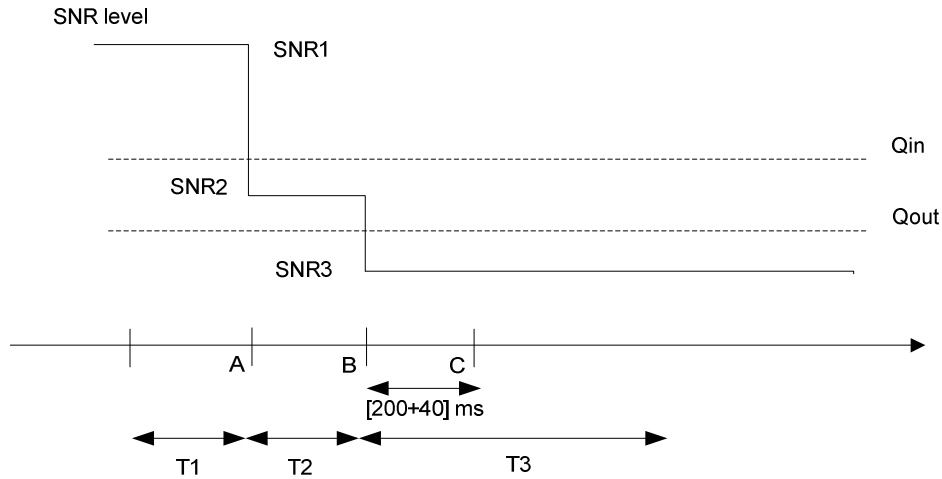 SNR level
SNR1
Qin
SNR2
Qout
SNR3
A
B
C
[200+40] ms
T1
T2
T3